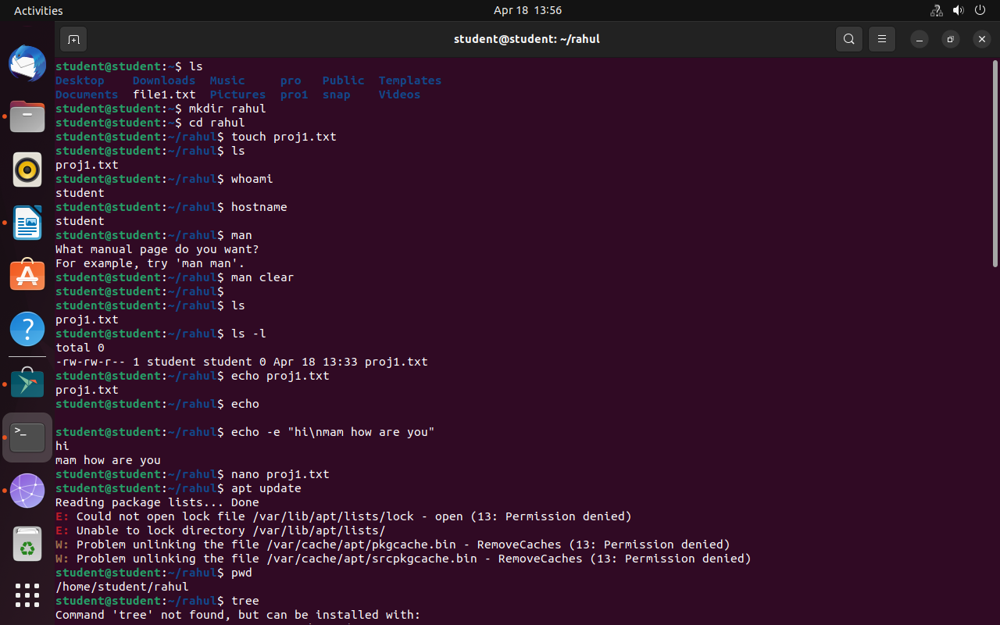 Activities
Apr 18 13:56
student@student: ~/rahul
student@student:~$ ls
Desktop    Downloads  Music     pro   Public  Templates
Documents  file1.txt  Pictures  pro1  snap    Videos
student@student:~$ mkdir rahul
student@student:~$ cd rahul
student@student:~/rahul$ touch proj1.txt
student@student:~/rahul$ ls
proj1.txt
student@student:~/rahul$ whoami
student
student@student:~/rahul$ hostname
student
student@student:~/rahul$ man
What manual page do you want?
For example, try 'man man'.
student@student:~/rahul$ man clear
student@student:~/rahul$
student@student:~/rahul$ ls
proj1.txt
student@student:~/rahul$ ls -l
total 0
-rw-rw-r-- 1 student student 0 Apr 18 13:33 proj1.txt
student@student:~/rahul$ echo proj1.txt
proj1.txt
student@student:~/rahul$ echo
student@student:~/rahul$ echo -e "hi\nmam how are you"
hi
mam how are you
student@student:~/rahul$ nano proj1.txt
student@student:~/rahul$ apt update
Reading package lists... Done
E: Could not open lock file /var/lib/apt/lists/lock - open (13: Permission denied)
E: Unable to lock directory /var/lib/apt/lists/
W: Problem unlinking the file /var/cache/apt/pkgcache.bin - RemoveCaches (13: Permission denied)
W: Problem unlinking the file /var/cache/apt/srcpkgcache.bin - RemoveCaches (13: Permission denied)
student@student:~/rahul$ pwd
/home/student/rahul
student@student:~/rahul$ tree
Command 'tree' not found, but can be installed with: